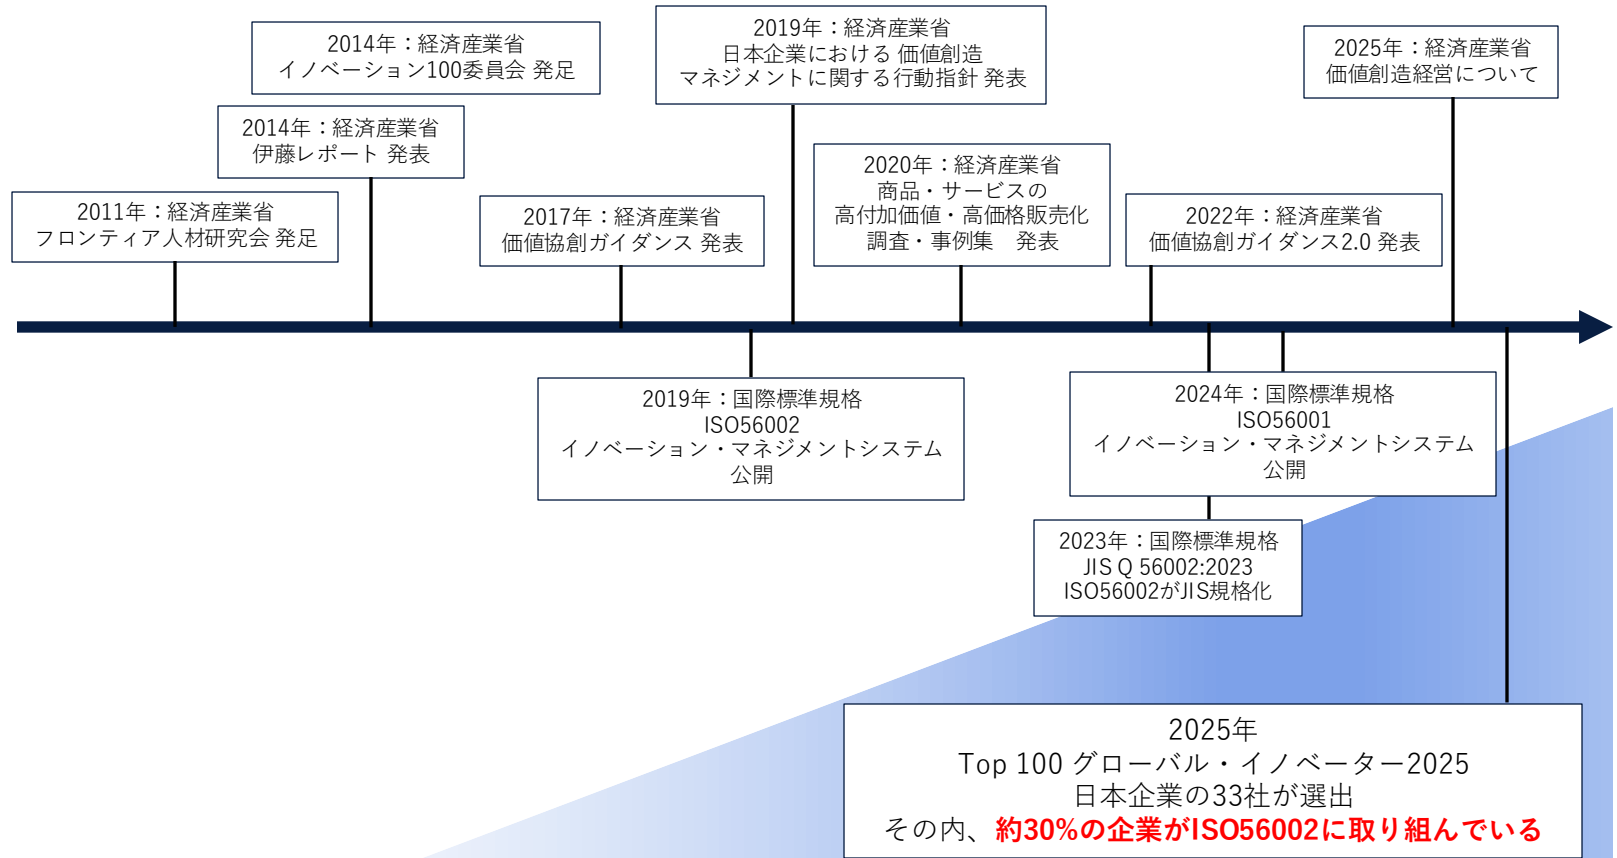 2014年：経済産業省
イノベーション100委員会 発足
2019年：経済産業省
日本企業における 価値創造
マネジメントに関する行動指針 発表
2025年：経済産業省
価値創造経営について
2014年：経済産業省
伊藤レポート 発表
2020年：経済産業省
商品・サービスの
高付加価値・高価格販売化
調査・事例集　発表
2011年：経済産業省
フロンティア人材研究会 発足
2017年：経済産業省
価値協創ガイダンス 発表
2022年：経済産業省
価値協創ガイダンス2.0 発表
2019年：国際標準規格
ISO56002
イノベーション・マネジメントシステム
公開
2024年：国際標準規格
ISO56001
イノベーション・マネジメントシステム
公開
2023年：国際標準規格
JIS Q 56002:2023
ISO56002がJIS規格化
2025年
Top 100 グローバル・イノベーター2025
日本企業の33社が選出
その内、約30%の企業がISO56002に取り組んでいる